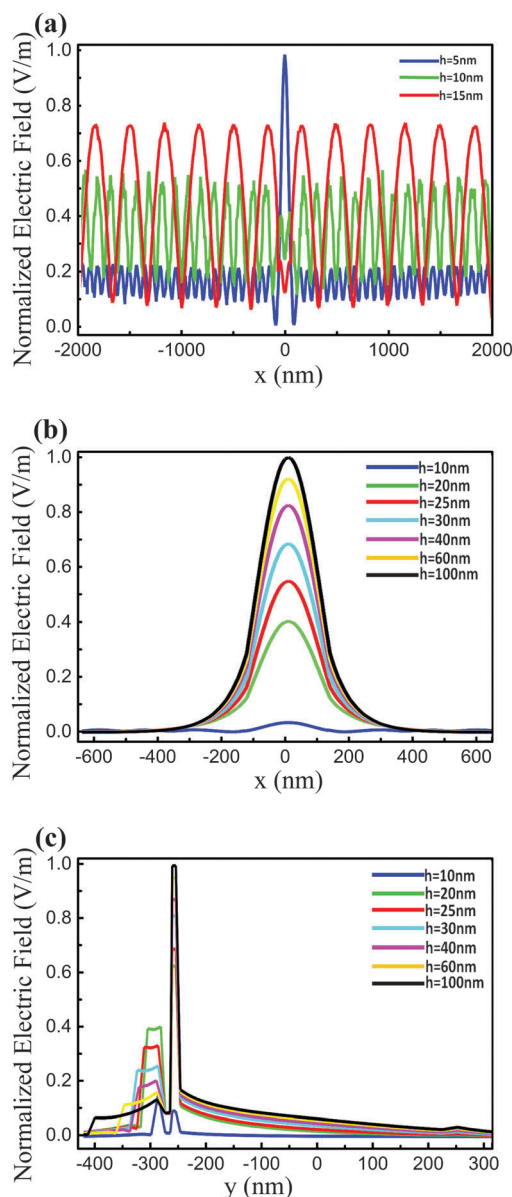 (a)
Normalized Electric Field (V/m)
1.0
0.8
0.6
0.4
0.2
0.0
h=5nm
h=10nm
h=15nm
-2000 -1000 0 1000 2000
x (nm)
(b)
Normalized Electric Field (V/m)
1.0
0.8
0.6
0.4
0.2
0.0
h=10nm
h=20nm
h=25nm
h=30nm
h=40nm
h=60nm
h=100nm
-600 -400 -200 0 200 400 600
x (nm)
(c)
Normalized Electric Field (V/m)
1.0
0.8
0.6
0.4
0.2
0.0
h=10nm
h=20nm
h=25nm
h=30nm
h=40nm
h=60nm
h=100nm
-400 -300 -200 -100 0 100 200 300
y (nm)